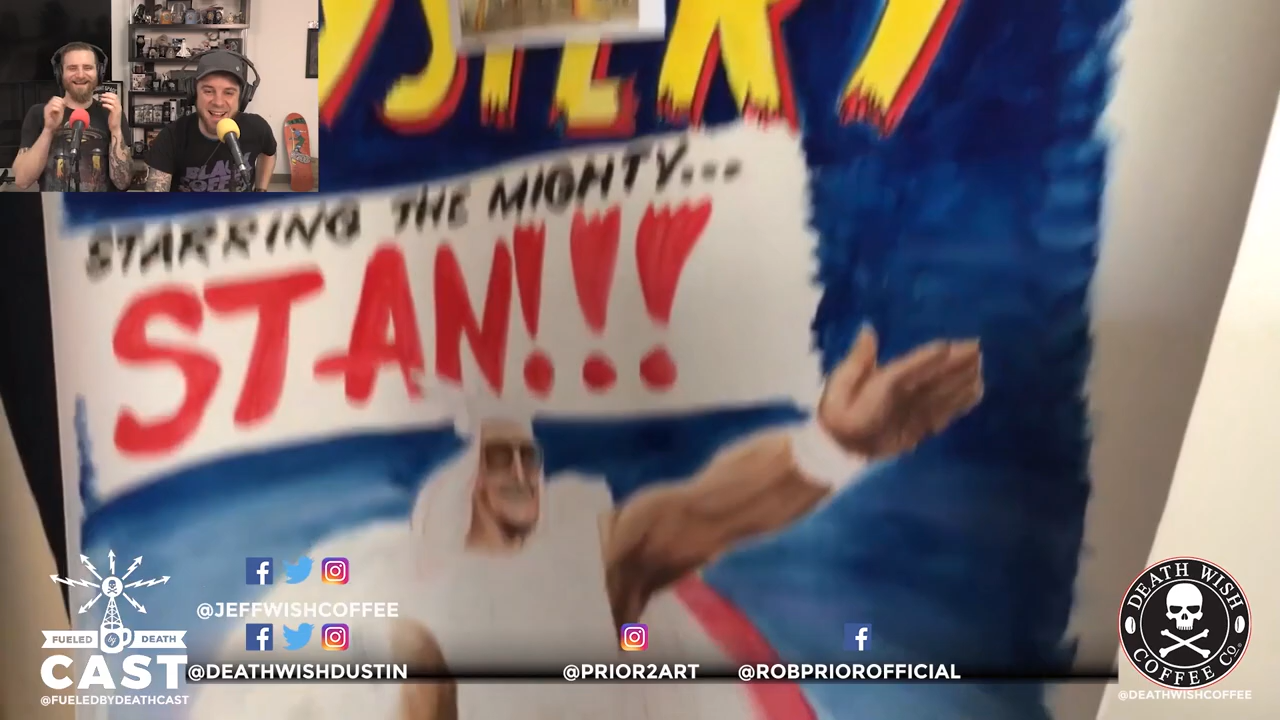 STARRING THE MIGHTY...
STAN!!!
@JEFFWISHCOFFEE
@DEATHWISHDUSTIN
@PRIOR2ART
@ROBPRIOROFFICIAL
FUELED by DEATH
CAST
@FUELEDBYDEATHCAST
DEATH WISH
COFFEE CO.
@DEATHWISHCOFFEE